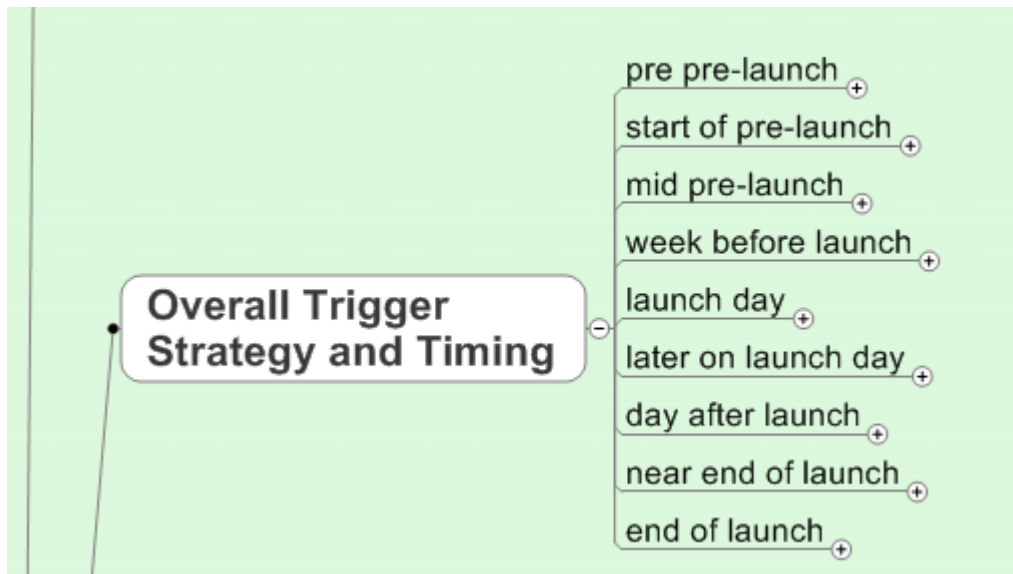 Overall Trigger
Strategy and Timing
pre pre-launch
start of pre-launch
mid pre-launch
week before launch
launch day
later on launch day
day after launch
near end of launch
end of launch